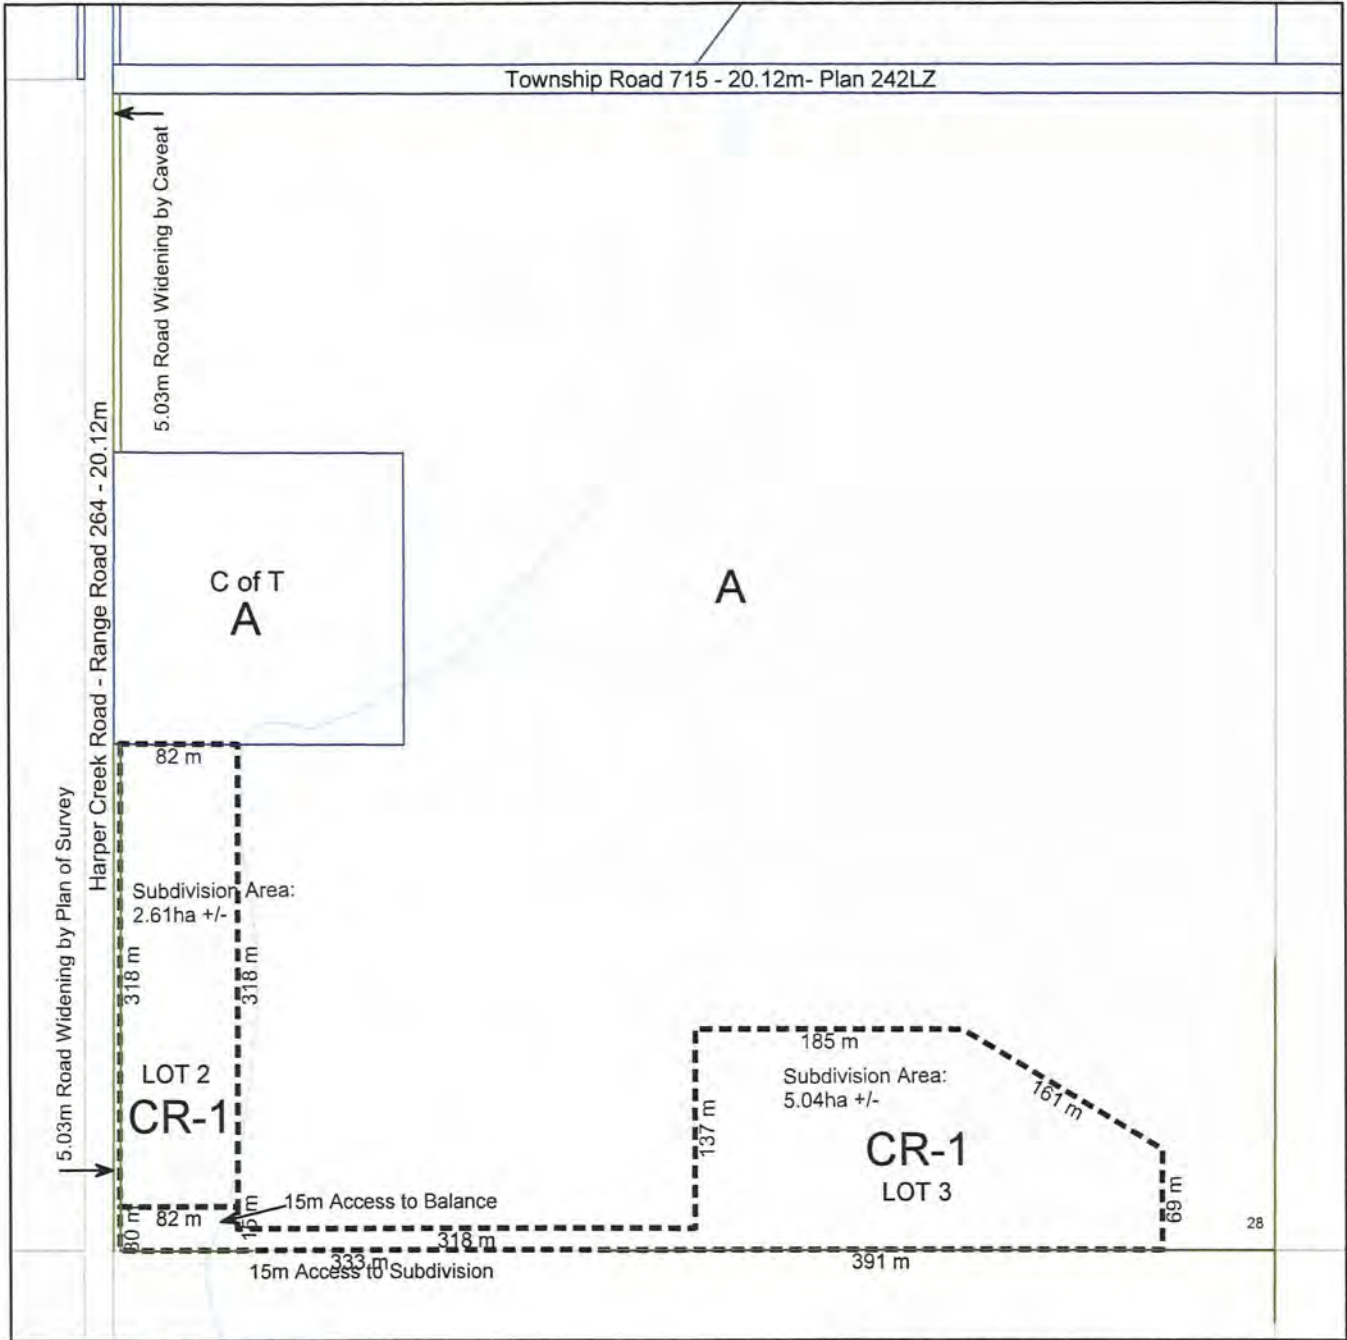 Township Road 715 - 20.12m- Plan 242LZ
5.03m Road Widening by Caveat
Harper Creek Road - Range Road 264 - 20.12m
C of T
A
A
82 m
5.03m Road Widening by Plan of Survey
Subdivision Area:
2.61ha +/-
318 m
318 m
LOT 2
CR-1
185 m
Subdivision Area:
5.04ha +/-
161 m
137 m
CR-1
LOT 3
69 m
15m Access to Balance
82 m
30 m
15 m
318 m
28
333 m
15m Access to Subdivision
391 m